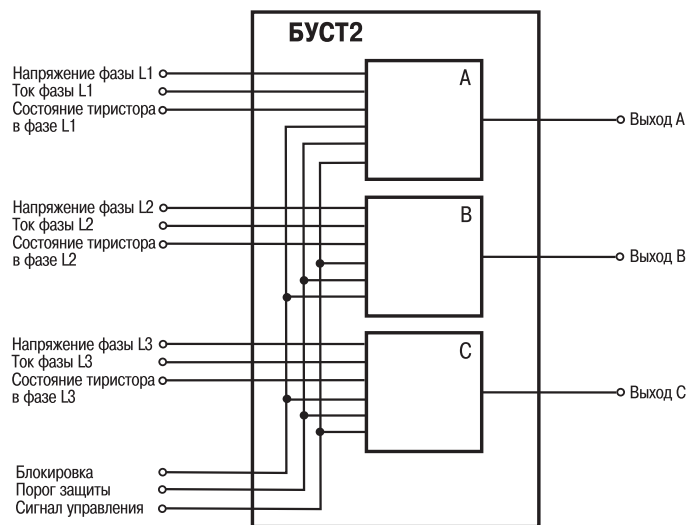 БУСТ2
Напряжение фазы L1
Ток фазы L1
Состояние тиристора
в фазе L1
A
Выход A
Напряжение фазы L2
Ток фазы L2
Состояние тиристора
в фазе L2
B
Выход B
Напряжение фазы L3
Ток фазы L3
Состояние тиристора
в фазе L3
C
Выход C
Блокировка
Порог защиты
Сигнал управления